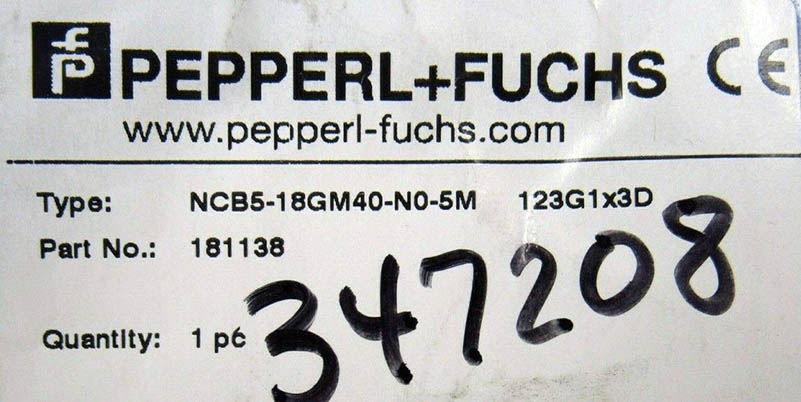 PEPPERL+FUCHS CE
www.pepperl-fuchs.com
Type: NCB5-18GM40-N0-5M 123G1x3D
Part No.: 181138
Quantity: 1 pc
347208